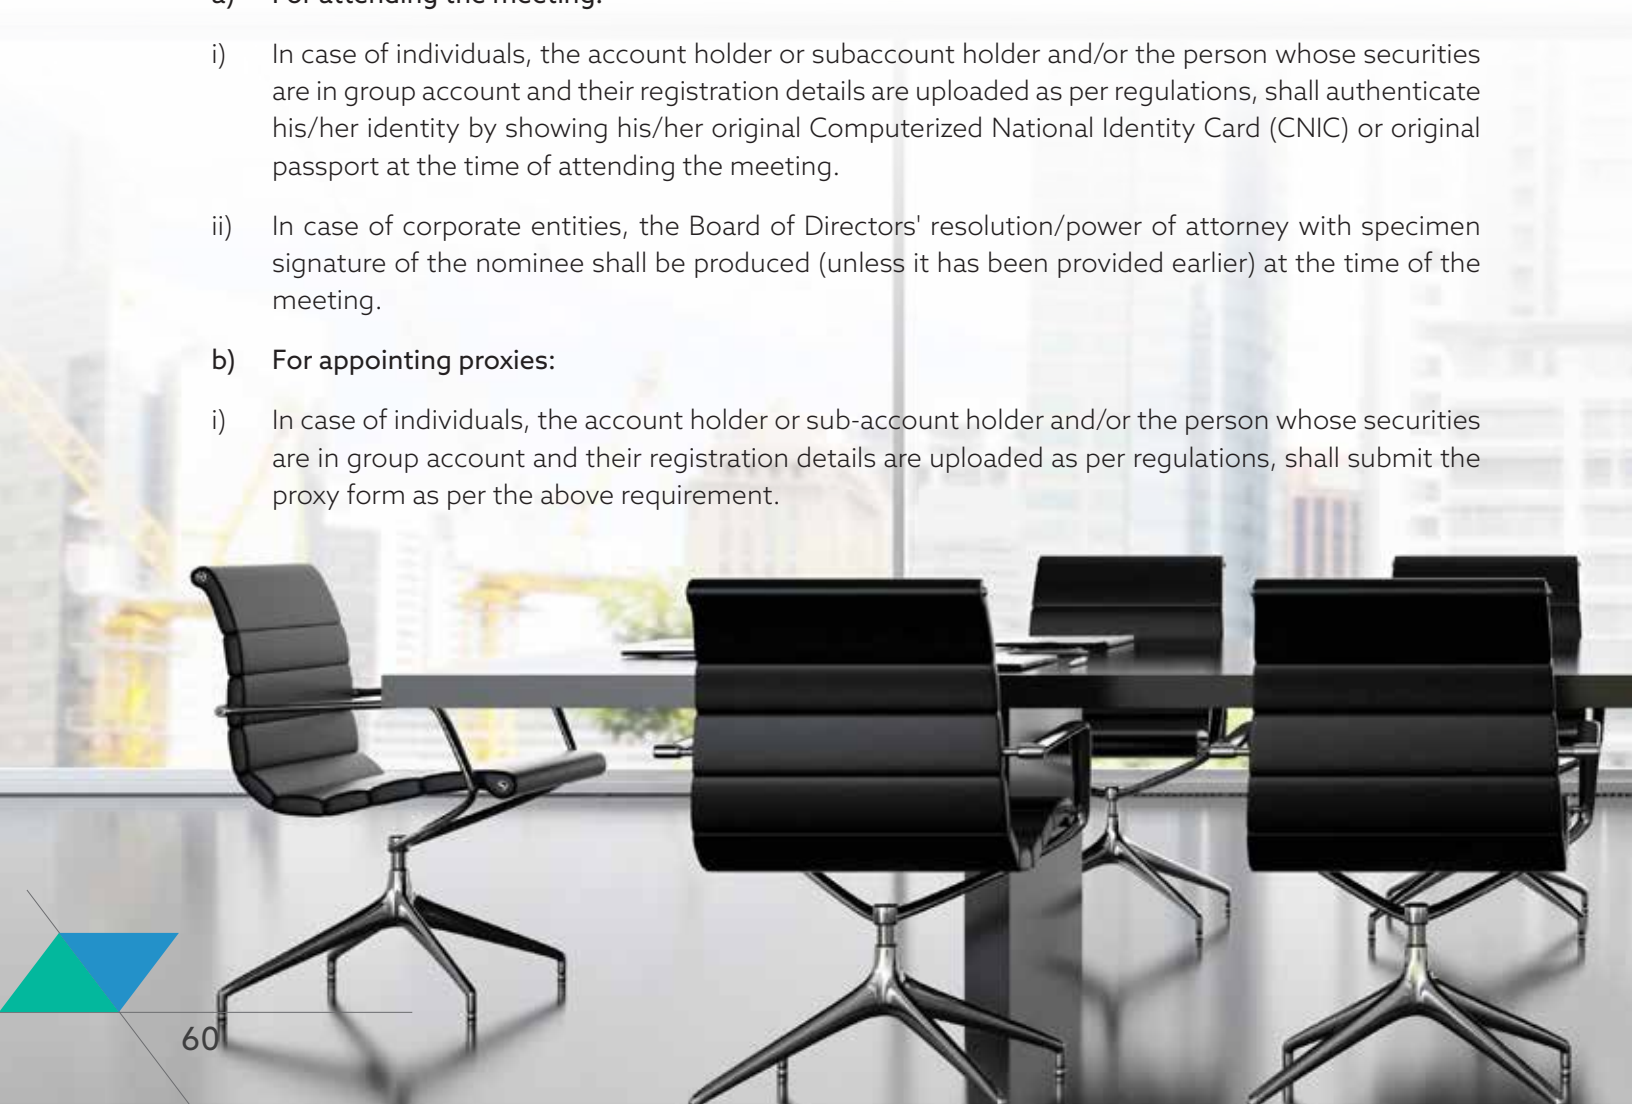 a) For attending the meeting:
i) In case of individuals, the account holder or subaccount holder and/or the person whose securities
are in group account and their registration details are uploaded as per regulations, shall authenticate
his/her identity by showing his/her original Computerized National Identity Card (CNIC) or original
passport at the time of attending the meeting.
ii) In case of corporate entities, the Board of Directors' resolution/power of attorney with specimen
signature of the nominee shall be produced (unless it has been provided earlier) at the time of the
meeting.
b) For appointing proxies:
i) In case of individuals, the account holder or sub-account holder and/or the person whose securities
are in group account and their registration details are uploaded as per regulations, shall submit the
proxy form as per the above requirement.
60